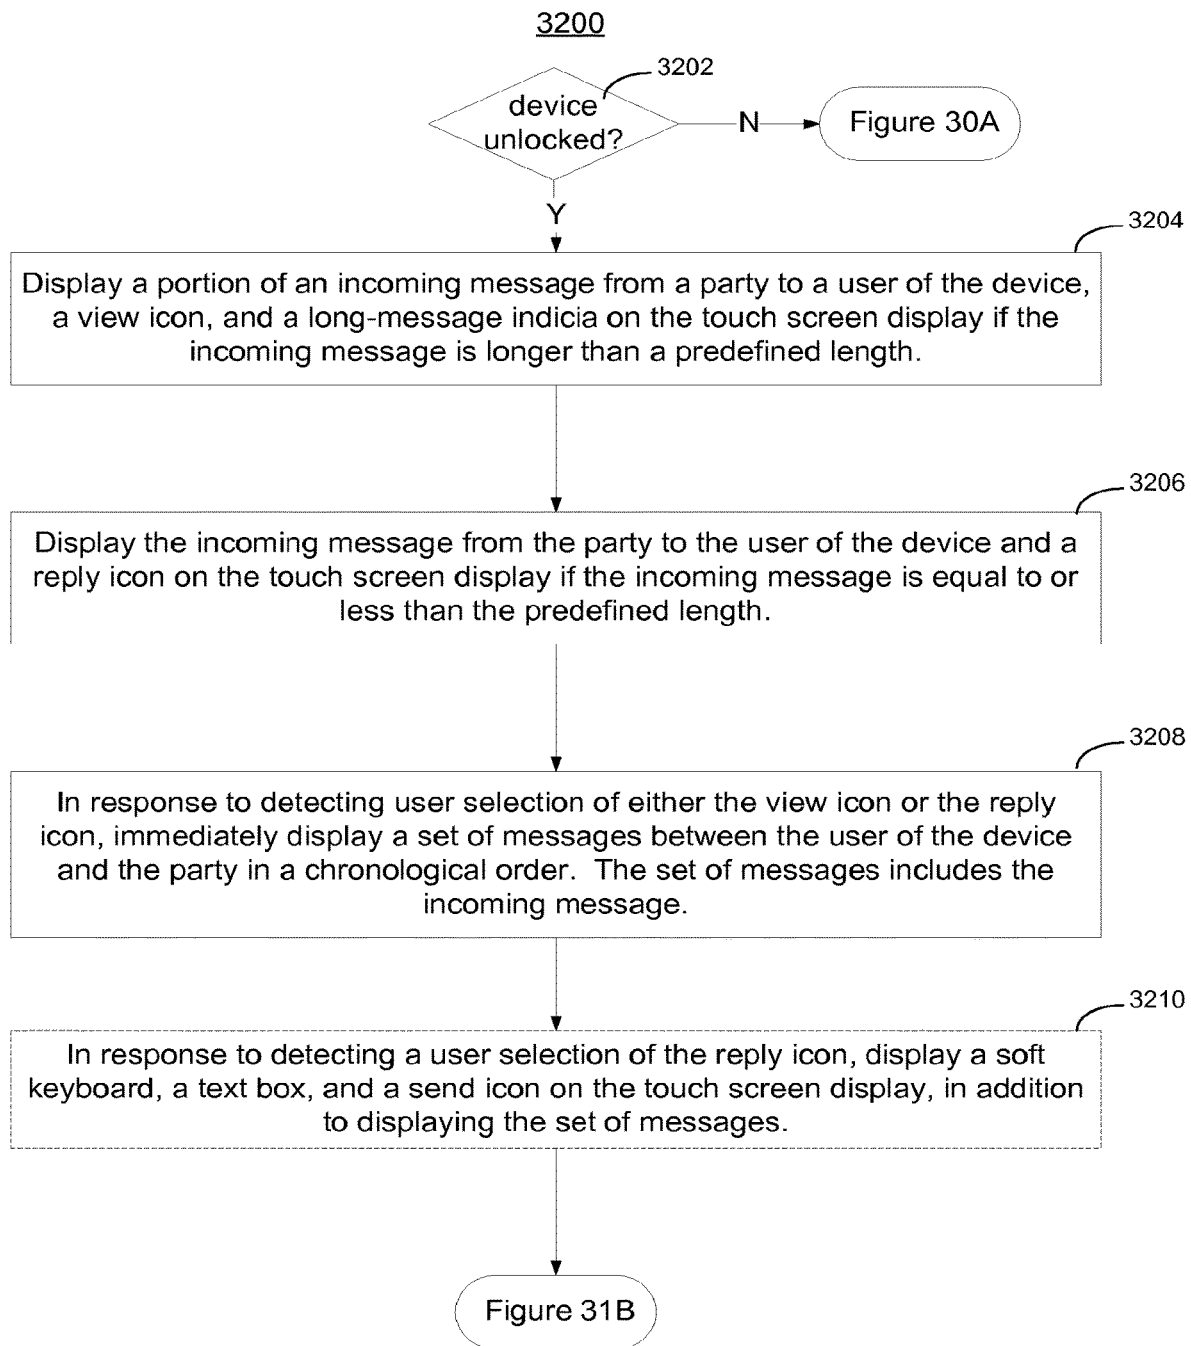 3200
3202
device
unlocked?
N
Figure 30A
Y
3204
Display a portion of an incoming message from a party to a user of the device,
a view icon, and a long-message indicia on the touch screen display if the
incoming message is longer than a predefined length.
3206
Display the incoming message from the party to the user of the device and a
reply icon on the touch screen display if the incoming message is equal to or
less than the predefined length.
3208
In response to detecting user selection of either the view icon or the reply
icon, immediately display a set of messages between the user of the device
and the party in a chronological order.  The set of messages includes the
incoming message.
3210
In response to detecting a user selection of the reply icon, display a soft
keyboard, a text box, and a send icon on the touch screen display, in addition
to displaying the set of messages.
Figure 31B